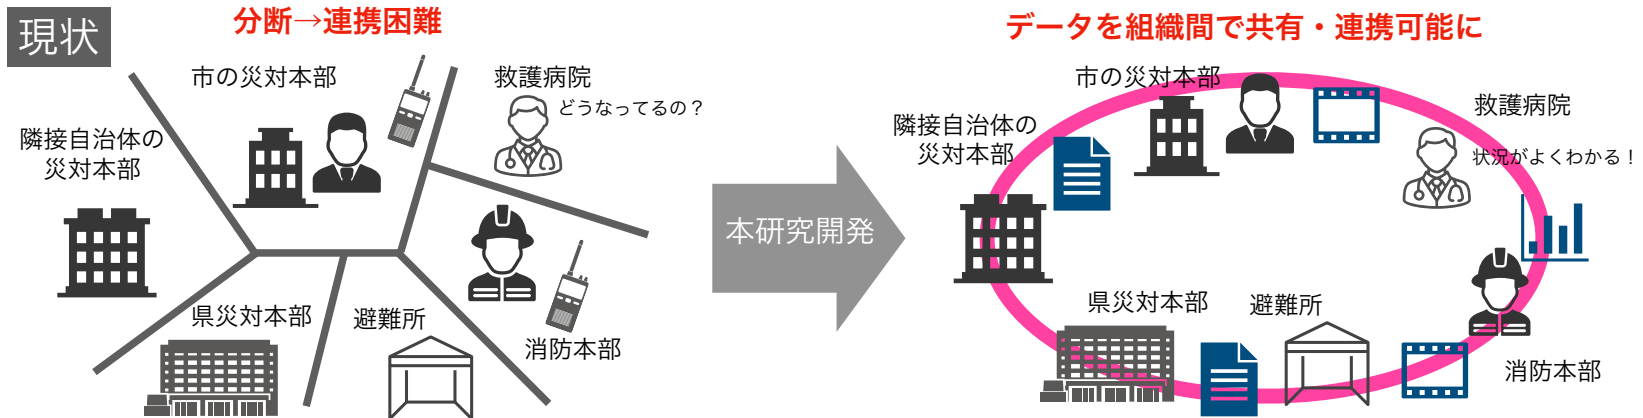 現状
分断→連携困難
市の災対本部
救護病院
どうなってるの？
隣接自治体の
災対本部
県災対本部
避難所
消防本部
本研究開発
データを組織間で共有・連携可能に
市の災対本部
救護病院
状況がよくわかる！
隣接自治体の
災対本部
県災対本部
避難所
消防本部